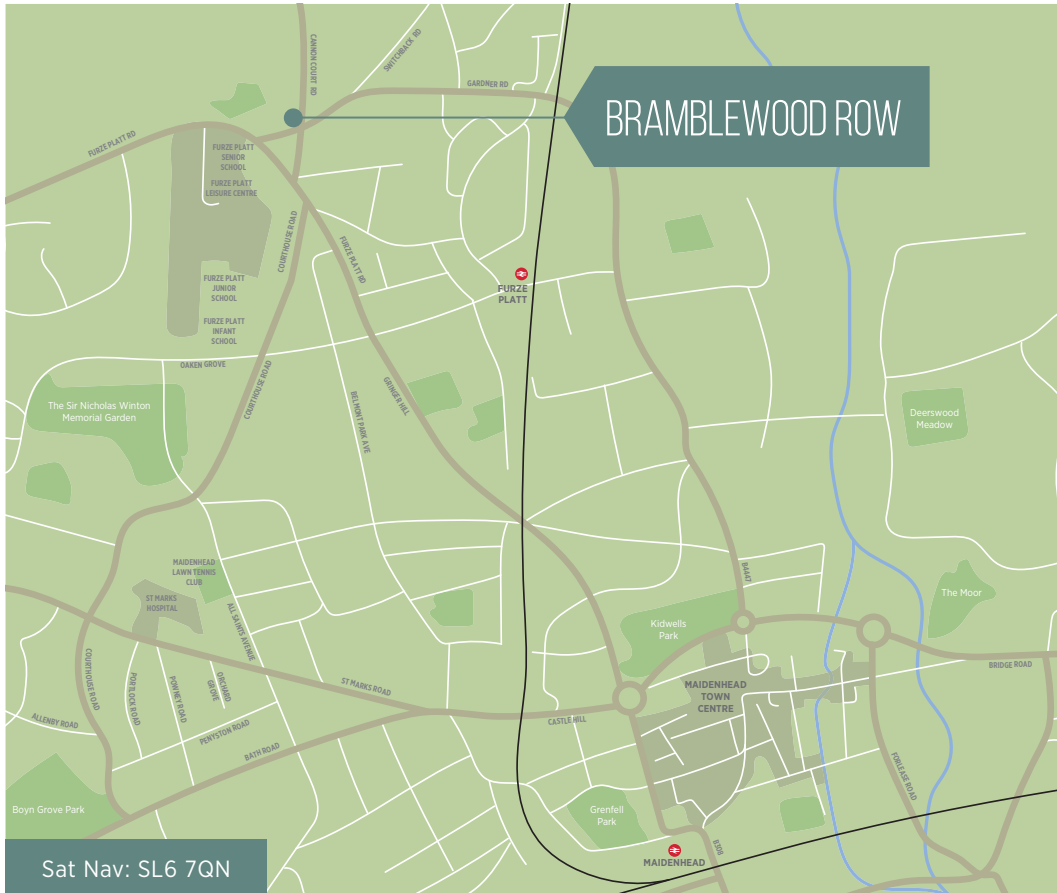 CANNON COURT RD
SWITCHBACK RD
GARDNER RD
BRAMBLEWOOD ROW
FURZE PLATT RD
FURZE PLATT
SENIOR
SCHOOL
FURZE PLATT
LEISURE CENTRE
COURTHOUSE ROAD
FURZE PLATT RD
FURZE PLATT
JUNIOR
SCHOOL
FURZE
PLATT
FURZE PLATT
INFANT
SCHOOL
OAKEN GROVE
COURTHOUSE ROAD
BELMONT PARK AVE
GRINGER HILL
The Sir Nicholas Winton
Memorial Garden
Deerswood
Meadow
MAIDENHEAD
LAWN TENNIS
CLUB
B4447
ST MARKS
HOSPITAL
ALL SAINTS AVENUE
The Moor
Kidwells
Park
COURTHOUSE ROAD
PORTLOCK ROAD
POWNEY ROAD
ORCHARD
GROVE
ST MARKS ROAD
MAIDENHEAD
TOWN
CENTRE
BRIDGE ROAD
ALLENBY ROAD
PENYSTON ROAD
CASTLE HILL
BATH ROAD
FORLEASE ROAD
Boyn Grove Park
Grenfell
Park
B308
MAIDENHEAD
Sat Nav: SL6 7QN